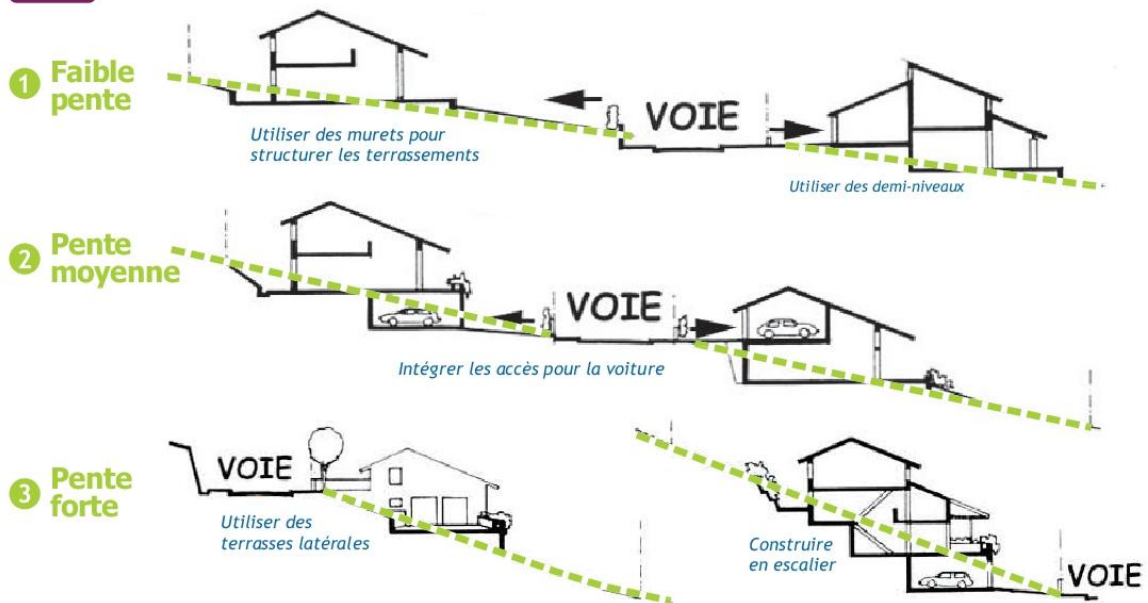 1 Faible
pente
VOIE
Utiliser des murets pour
structurer les terrassements
Utiliser des demi-niveaux
2 Pente
moyenne
VOIE
Intégrer les accès pour la voiture
3 Pente
forte
VOIE
Utiliser des
terrasses latérales
Construire
en escalier
VOIE